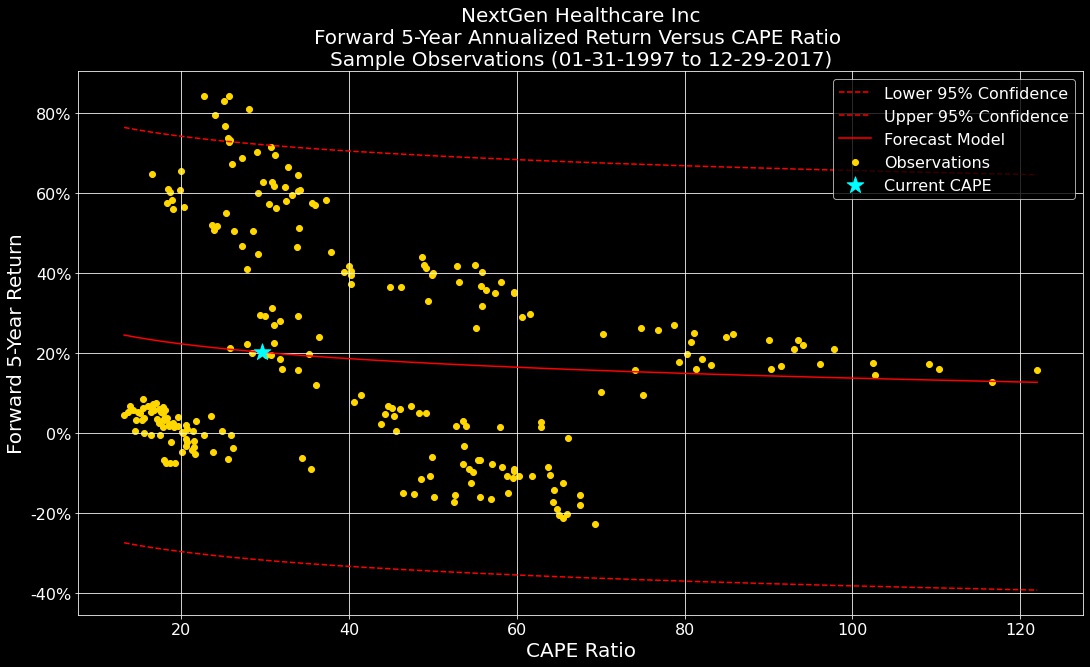 NextGen Healthcare Inc
Forward 5-Year Annualized Return Versus CAPE Ratio
Sample Observations (01-31-1997 to 12-29-2017)
Lower 95% Confidence
Upper 95% Confidence
Forecast Model
Observations
Current CAPE
Forward 5-Year Return
80%
60%
40%
20%
0%
-20%
-40%
20 40 60 80 100 120
CAPE Ratio